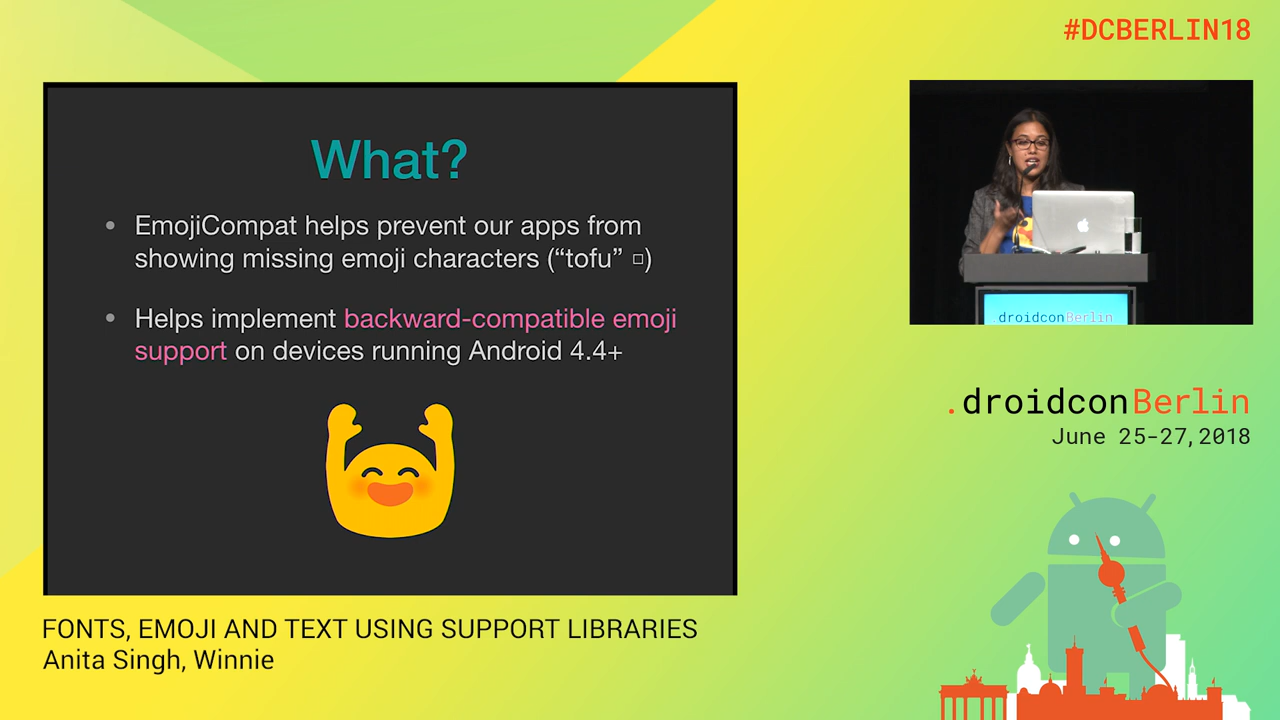 #DCBERLIN18
What?
• EmojiCompat helps prevent our apps from
showing missing emoji characters (“tofu” □)
• Helps implement backward-compatible emoji
support on devices running Android 4.4+
droidconBerlin
.droidconBerlin
June 25-27, 2018
FONTS, EMOJI AND TEXT USING SUPPORT LIBRARIES
Anita Singh, Winnie